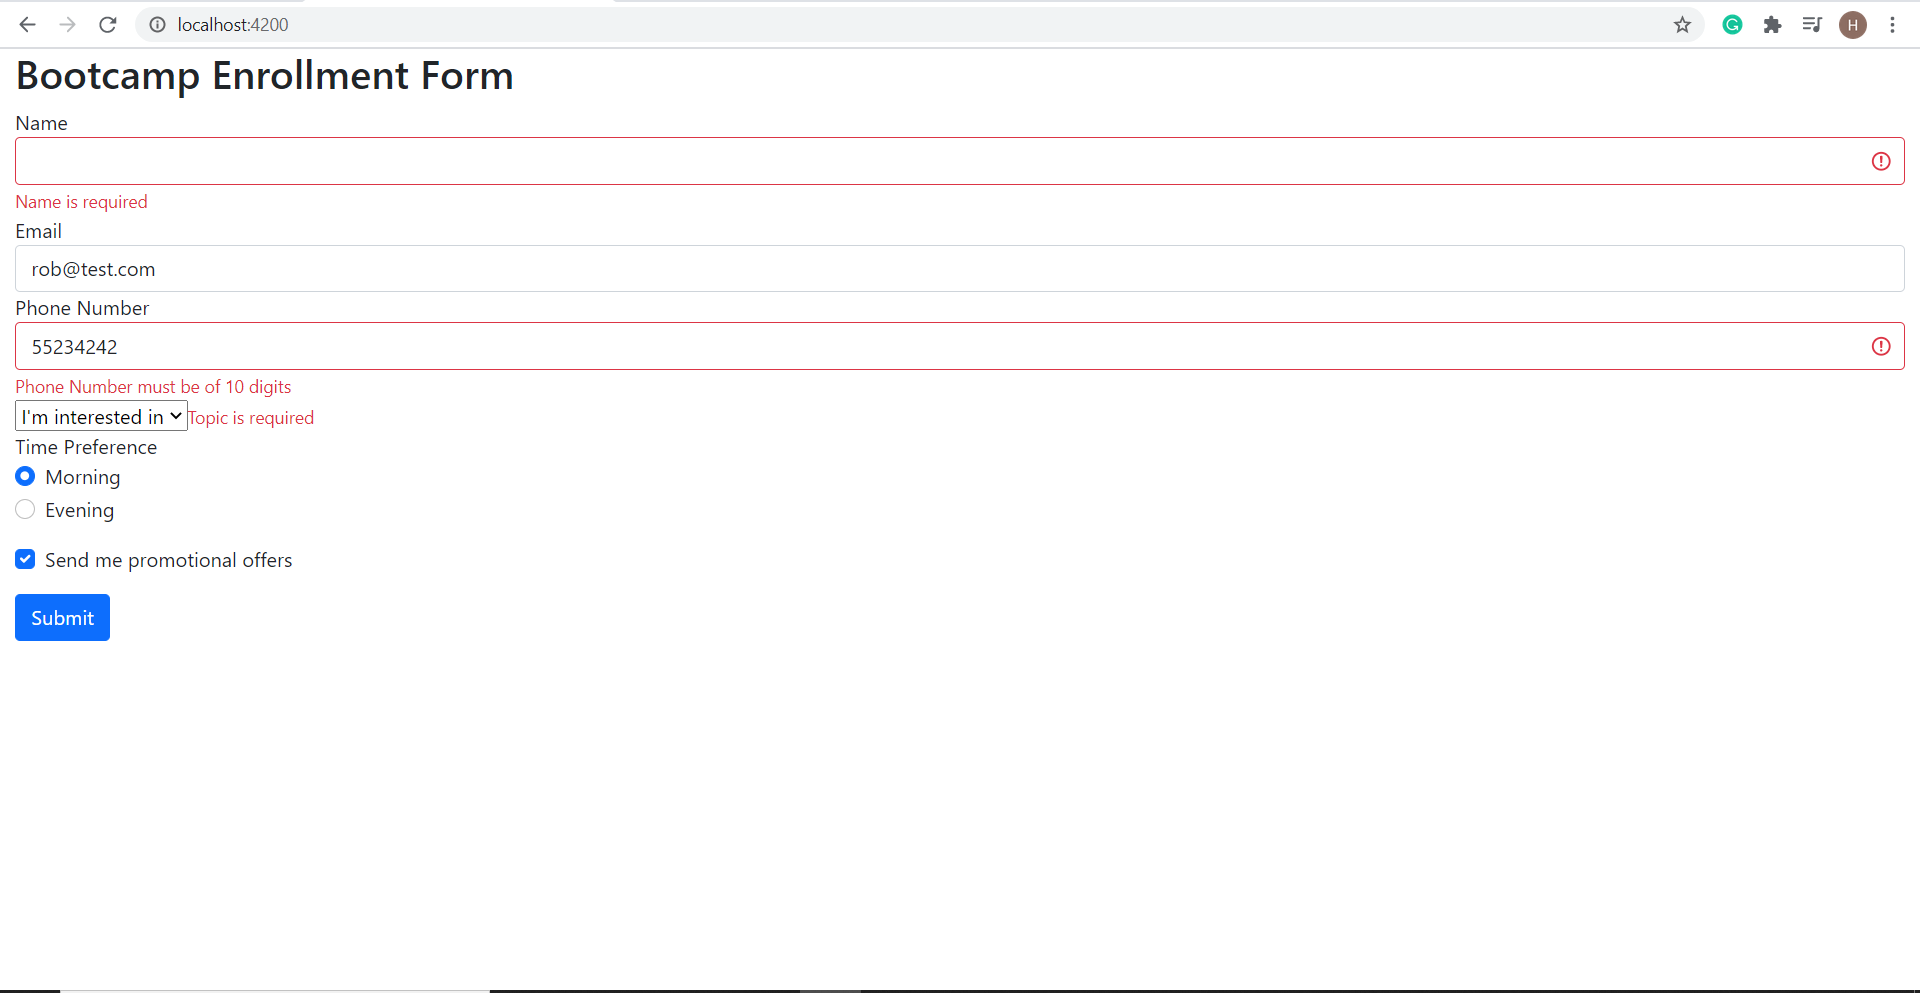 localhost:4200
H
Bootcamp Enrollment Form
Name
Name is required
Email
rob@test.com
Phone Number
55234242
Phone Number must be of 10 digits
I'm interested in Topic is required
Time Preference
Morning
Evening
Send me promotional offers
Submit